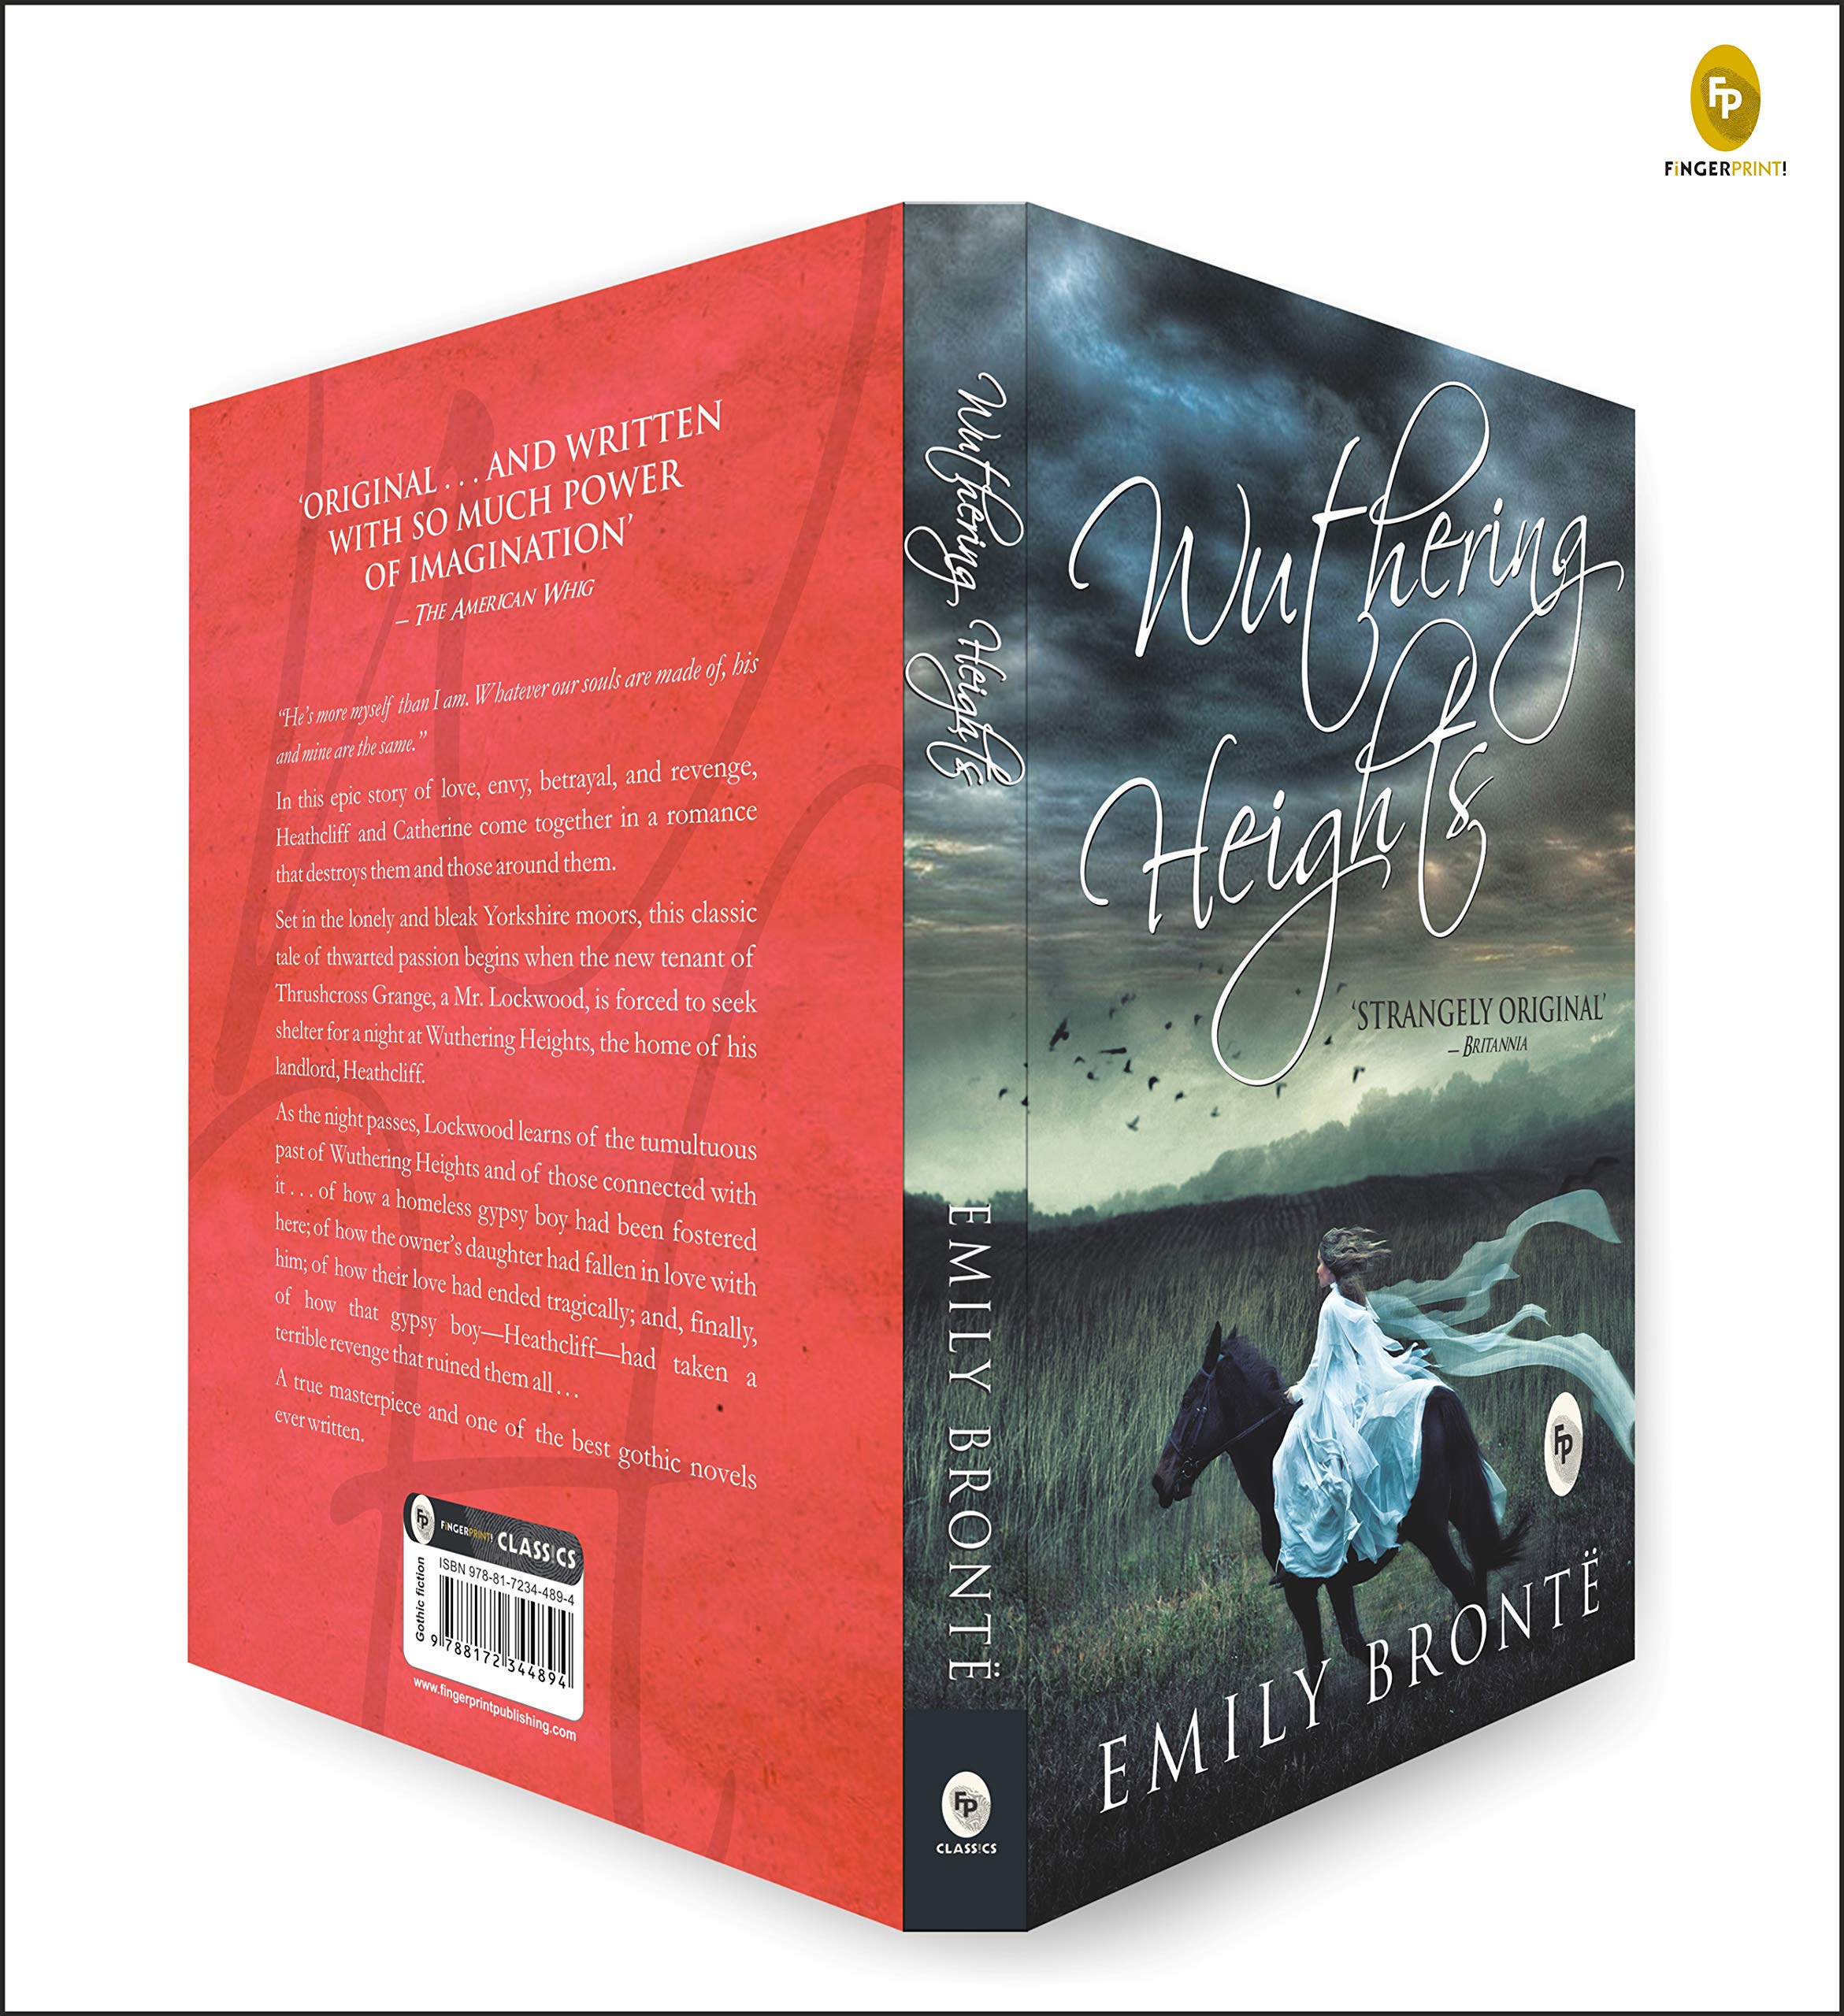 FP
FiNGERPRINT!
'ORIGINAL . . . AND WRITTEN
WITH SO MUCH POWER
OF IMAGINATION'
– THE AMERICAN WHIG
“He’s more myself than I am. Whatever our souls are made of, his
and mine are the same.”
In this epic story of love, envy, betrayal, and revenge,
Heathcliff and Catherine come together in a romance
that destroys them and those around them.
Set in the lonely and bleak Yorkshire moors, this classic
tale of thwarted passion begins when the new tenant of
Thrushcross Grange, a Mr. Lockwood, is forced to seek
shelter for a night at Wuthering Heights, the home of his
landlord, Heathcliff.
As the night passes, Lockwood learns of the tumultuous
past of Wuthering Heights and of those connected with
it . . . of how a homeless gypsy boy had been fostered
here; of how the owner’s daughter had fallen in love with
him; of how their love had ended tragically; and, finally,
of how that gypsy boy—Heathcliff—had taken a
terrible revenge that ruined them all . . .
A true masterpiece and one of the best gothic novels
ever written.
FP FiNGERPRINT! CLASS!CS
Gothic fiction
ISBN 978-81-7234-489-4
9 788172 344894
www.fingerprintpublishing.com
Wuthering Heights
EMILY BRONTË
FP
CLASS!CS
Wuthering
Heights
'STRANGELY ORIGINAL'
– BRITANNIA
FP
EMILY BRONTË